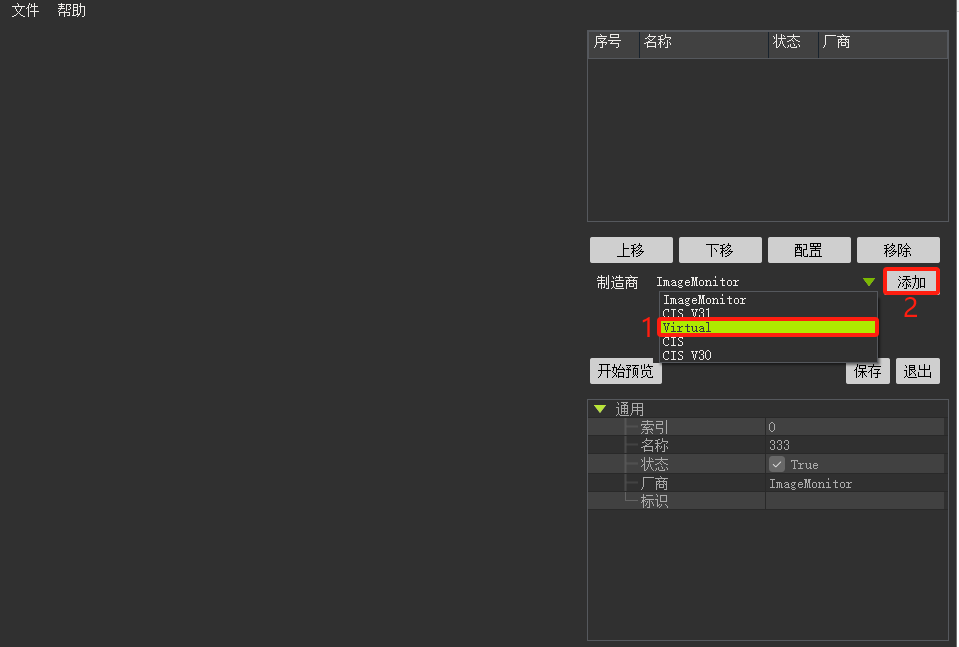 文件 帮助
序号 名称 状态 厂商
上移 下移 配置 移除
制造商 ImageMonitor 添加
ImageMonitor
2
CIS V31
1 Virtual
CIS
CIS V30
开始预览 保存 退出
通用
索引 0
名称 333
状态 True
厂商 ImageMonitor
标识